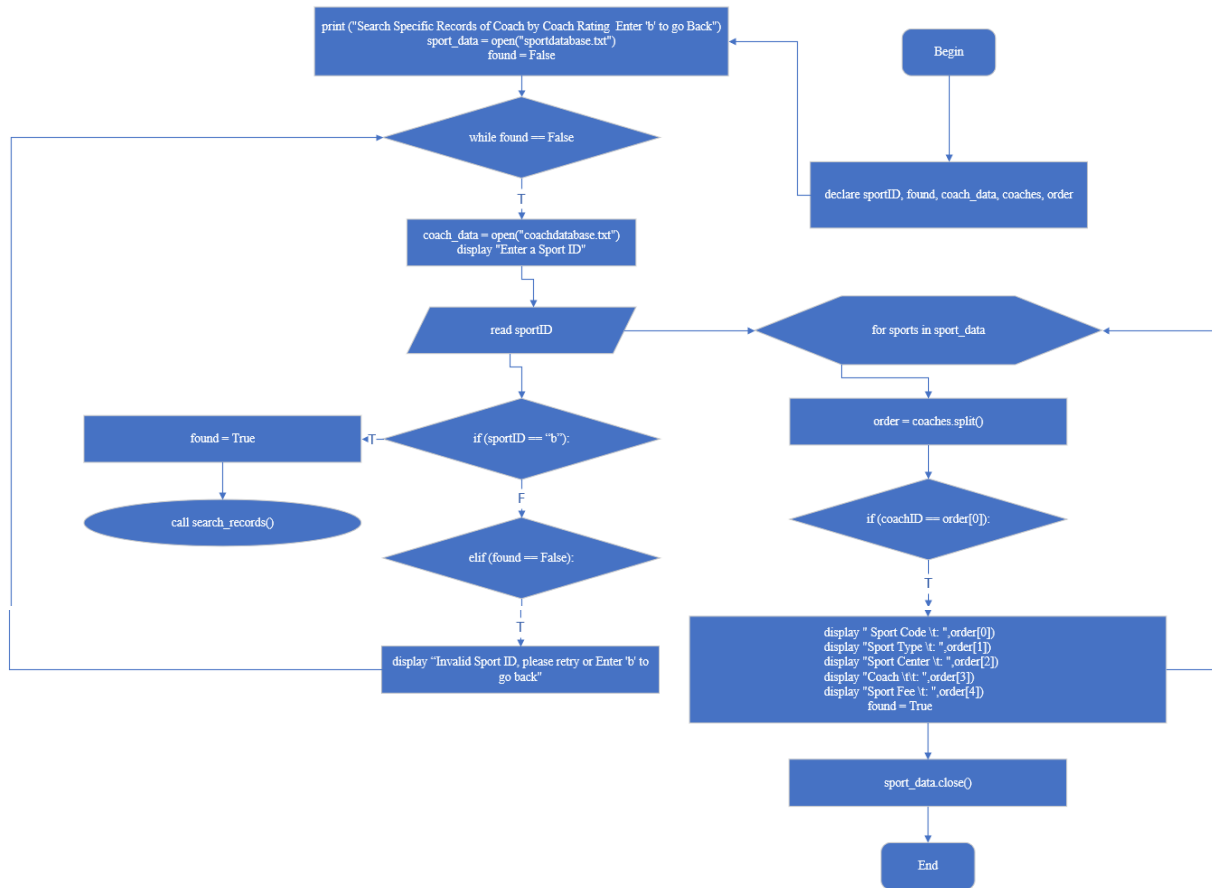 Begin
declare sportID, found, coach_data, coaches, order
print ("Search Specific Records of Coach by Coach Rating  Enter 'b' to go Back")
sport_data = open("sportdatabase.txt")
found = False
while found == False
T
coach_data = open("coachdatabase.txt")
display "Enter a Sport ID"
read sportID
if (sportID == “b”):
T
found = True
call search_records()
F
elif (found == False):
T
display “Invalid Sport ID, please retry or Enter 'b' to
go back"
for sports in sport_data
order = coaches.split()
if (coachID == order[0]):
T
display " Sport Code \t: ",order[0])
display "Sport Type \t: ",order[1])
display "Sport Center \t: ",order[2])
display "Coach \t\t: ",order[3])
display "Sport Fee \t: ",order[4])
found = True
sport_data.close()
End